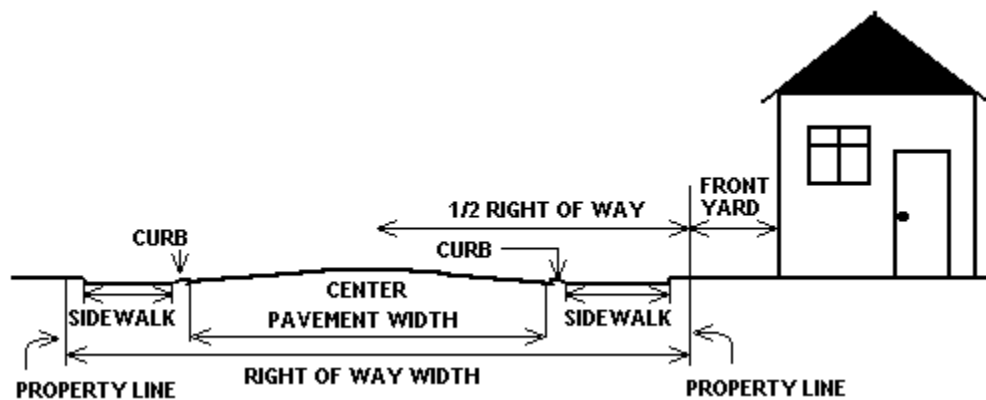 FRONT
YARD
1/2 RIGHT OF WAY
CURB
CURB
CENTER
SIDEWALK
PAVEMENT WIDTH
SIDEWALK
RIGHT OF WAY WIDTH
PROPERTY LINE
PROPERTY LINE